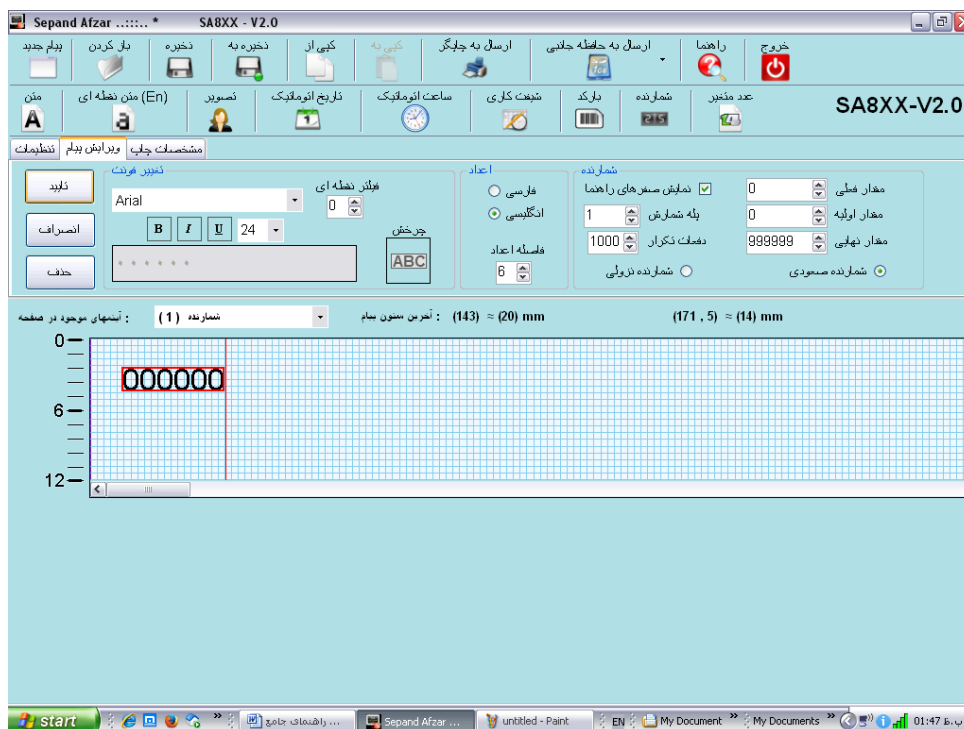 Sepand Afzar ..:::.. * SA8XX - V2.0
پیام جدید باز کردن ذخیره ذخیره به کپی از کپی به ارسال به چاپگر ارسال به حافظه جانبی راهنما خروج
متن متن نقطه ای (En) تصویر تاریخ اتوماتیک ساعت اتوماتیک شیفت کاری بارکد شمارنده عدد متغیر
SA8XX-V2.0
تنظیمات ویرایش پیام مشخصات چاپ
تایید
انصراف
حذف
تغییر فونت
Arial
فیلتر نقطه ای
0
B I U 24
چرخش
ABC
اعداد
فارسی
انگلیسی
فاصله اعداد
6
شمارنده
نمایش صفرهای راهنما
مقدار فعلی 0
پله شمارش 1
مقدار اولیه 0
دفعات تکرار 1000
مقدار نهایی 999999
شمارنده نزولی
شمارنده صعودی
آیتمهای موجود در صفحه :
شمارنده (1)
آخرین ستون پیام : (143) ≈ (20) mm
(171 , 5) ≈ (14) mm
0
6
12
000000
start
راهنمای جامع ...
Sepand Afzar ...
untitled - Paint
EN
My Document »
My Documents »
01:47 ب.ظ